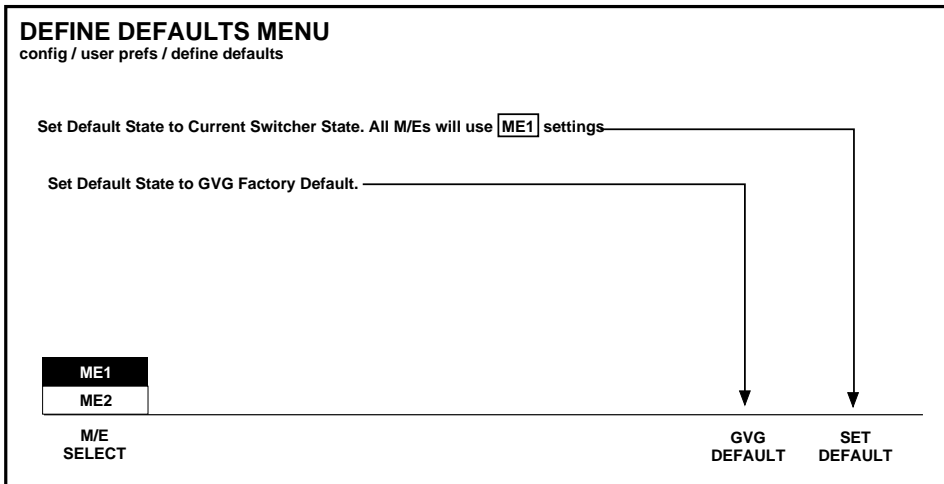 DEFINE DEFAULTS MENU
config / user prefs / define defaults
Set Default State to Current Switcher State. All M/Es will use ME1 settings
Set Default State to GVG Factory Default.
ME1
ME2
M/E
SELECT
GVG
DEFAULT
SET
DEFAULT